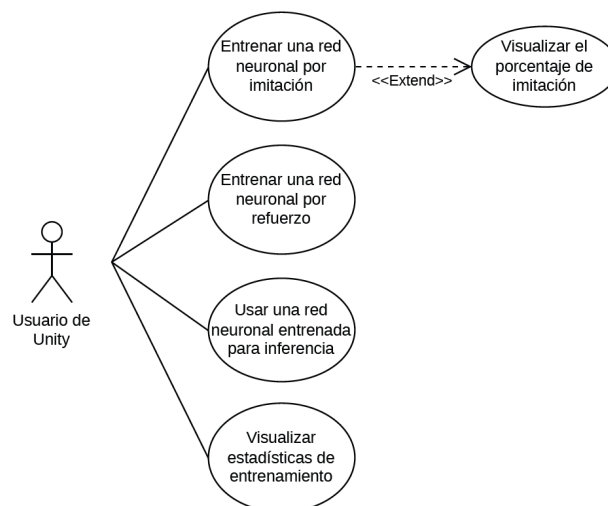 Entrenar una red
neuronal por
imitación
<<Extend>>
Visualizar el
porcentaje de
imitación
Entrenar una red
neuronal por
refuerzo
Usuario de
Unity
Usar una red
neuronal entrenada
para inferencia
Visualizar
estadísticas de
entrenamiento